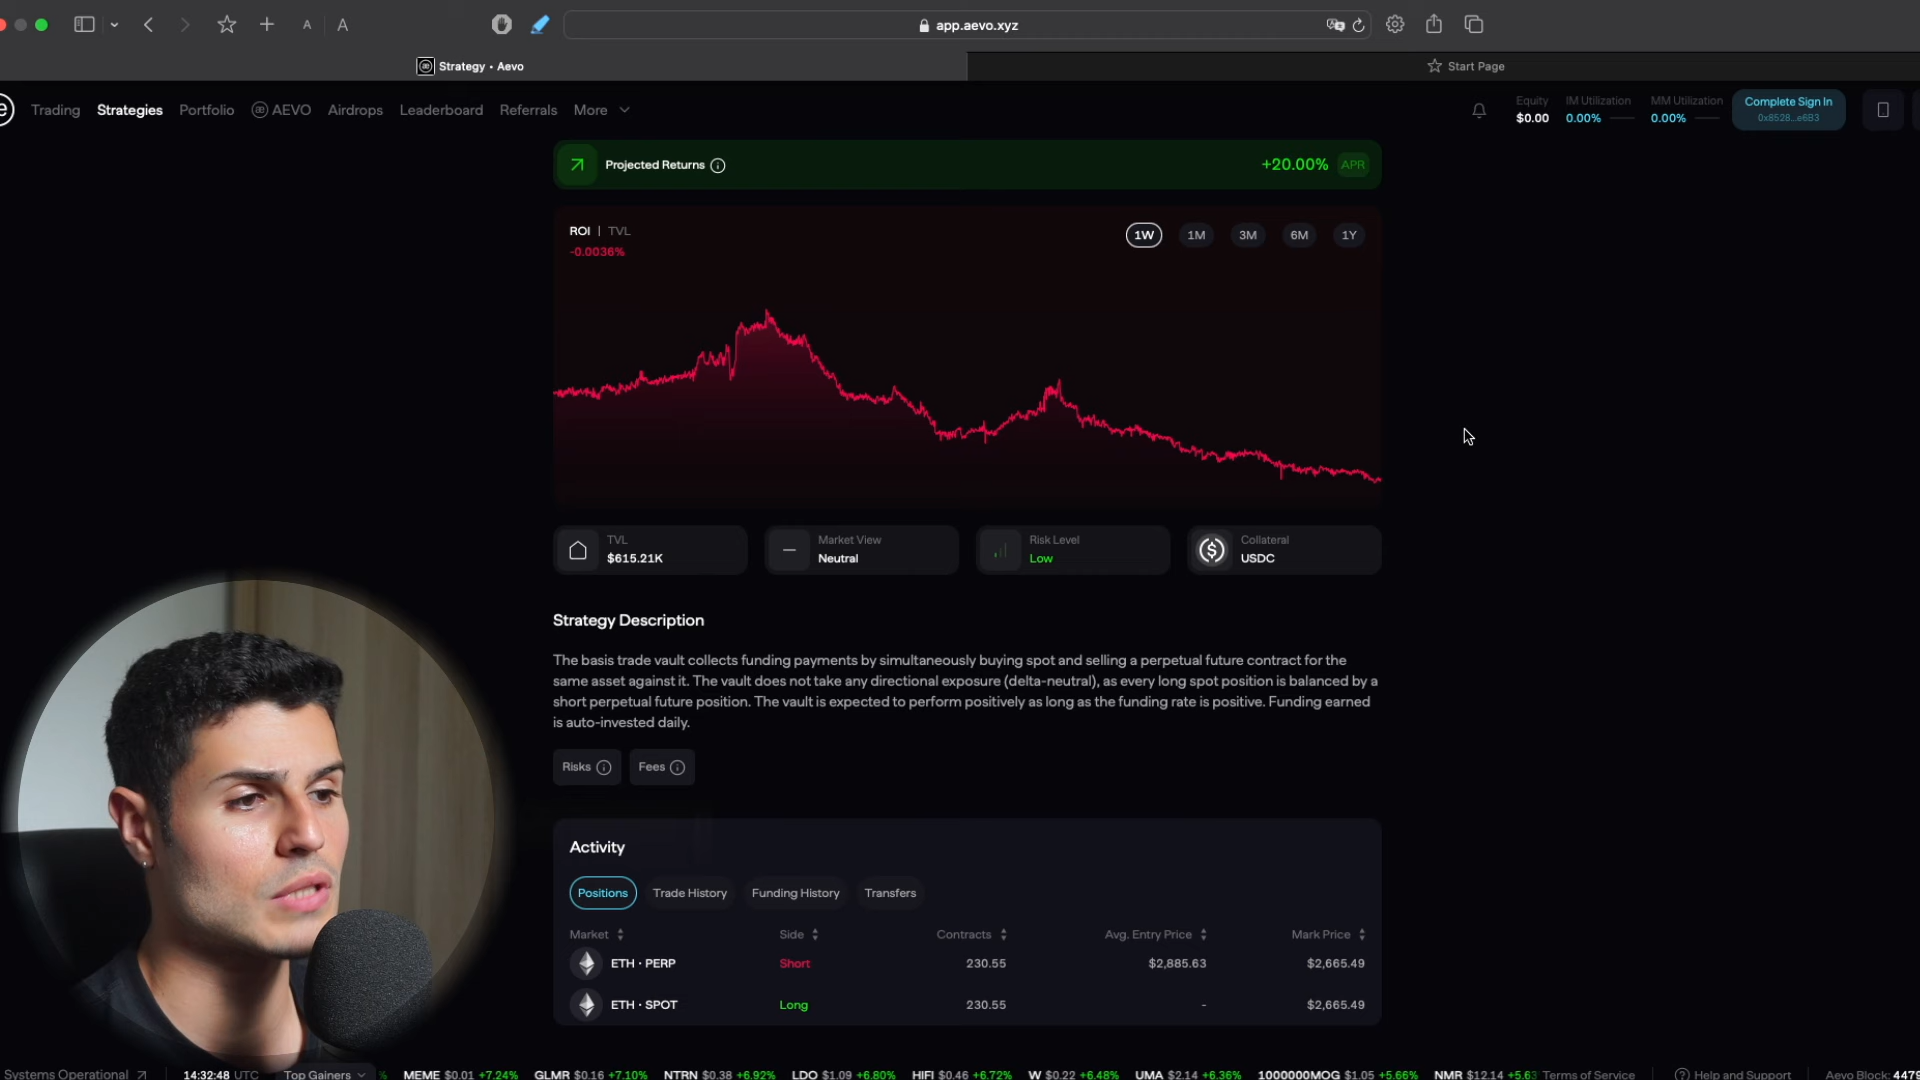 app.aevo.xyz
Strategy • Aevo
Start Page
Trading Strategies Portfolio AEVO Airdrops Leaderboard Referrals More
Equity IM Utilization MM Utilization
$0.00 0.00% 0.00%
Complete Sign In
0x8528...e6B3
Projected Returns +20.00% APR
ROI | TVL 1W 1M 3M 6M 1Y
-0.0036%
TVL
$615.21K
Market View
Neutral
Risk Level
Low
Collateral
USDC
Strategy Description
The basis trade vault collects funding payments by simultaneously buying spot and selling a perpetual future contract for the
same asset against it. The vault does not take any directional exposure (delta-neutral), as every long spot position is balanced by a
short perpetual future position. The vault is expected to perform positively as long as the funding rate is positive. Funding earned
is auto-invested daily.
Risks Fees
Activity
Positions Trade History Funding History Transfers
Market Side Contracts Avg. Entry Price Mark Price
ETH · PERP Short 230.55 $2,885.63 $2,665.49
ETH · SPOT Long 230.55 - $2,665.49
Systems Operational 14:32:48 UTC Top Gainers % MEME $0.01 +7.24% GLMR $0.16 +7.10% NTRN $0.38 +6.92% LDO $1.09 +6.80% HIFI $0.46 +6.72% W $0.22 +6.48% UMA $2.14 +6.36% 1000000MOG $1.05 +5.66% NMR $12.14 +5.63 Terms of Service Help and Support Aevo Block: 4479